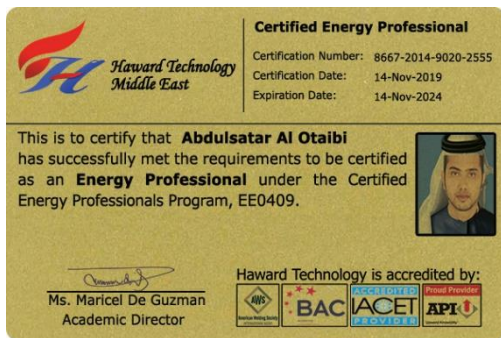 Haward Technology
Middle East
Certified Energy Professional
Certification Number: 8667-2014-9020-2555
Certification Date: 14-Nov-2019
Expiration Date: 14-Nov-2024
This is to certify that Abdulsatar Al Otaibi
has successfully met the requirements to be certified
as an Energy Professional under the Certified
Energy Professionals Program, EE0409.
Ms. Maricel De Guzman
Academic Director
Haward Technology is accredited by:
AWS
American Welding Society
BAC
ACCREDITED
IACET
PROVIDER
Proud Provider
API